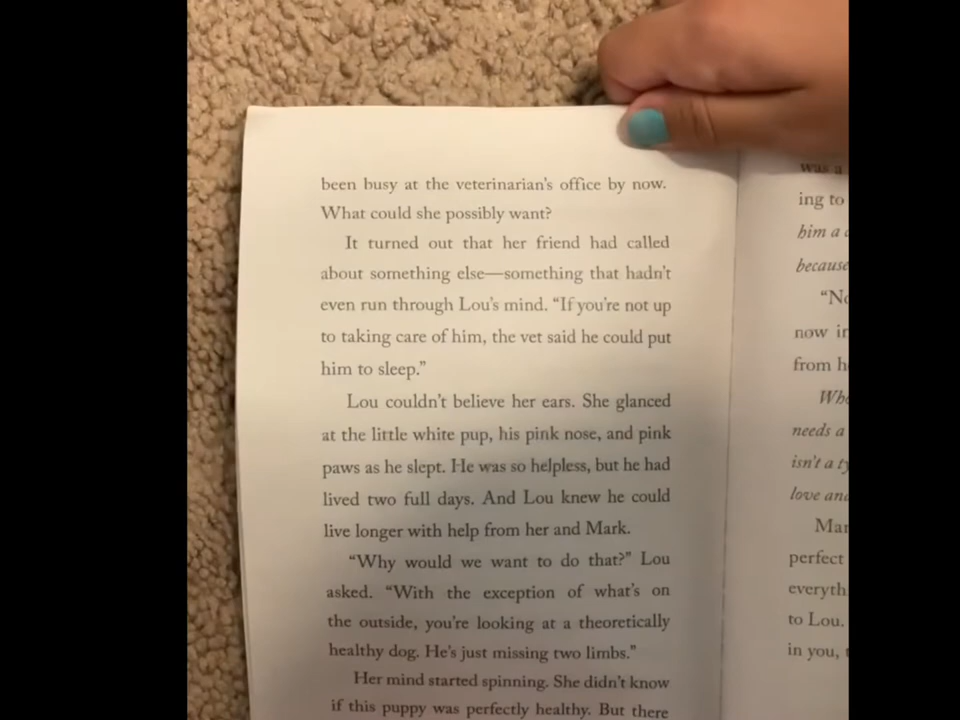 been busy at the veterinarian's office by now.
What could she possibly want?
It turned out that her friend had called
about something else—something that hadn't
even run through Lou's mind. "If you're not up
to taking care of him, the vet said he could put
him to sleep."
Lou couldn't believe her ears. She glanced
at the little white pup, his pink nose, and pink
paws as he slept. He was so helpless, but he had
lived two full days. And Lou knew he could
live longer with help from her and Mark.
"Why would we want to do that?" Lou
asked. "With the exception of what's on
the outside, you're looking at a theoretically
healthy dog. He's just missing two limbs."
Her mind started spinning. She didn't know
if this puppy was perfectly healthy. But there
was a
ing to
him a
because
now
from
needs a
isn't a
love
perfect
to Lou.
in you,